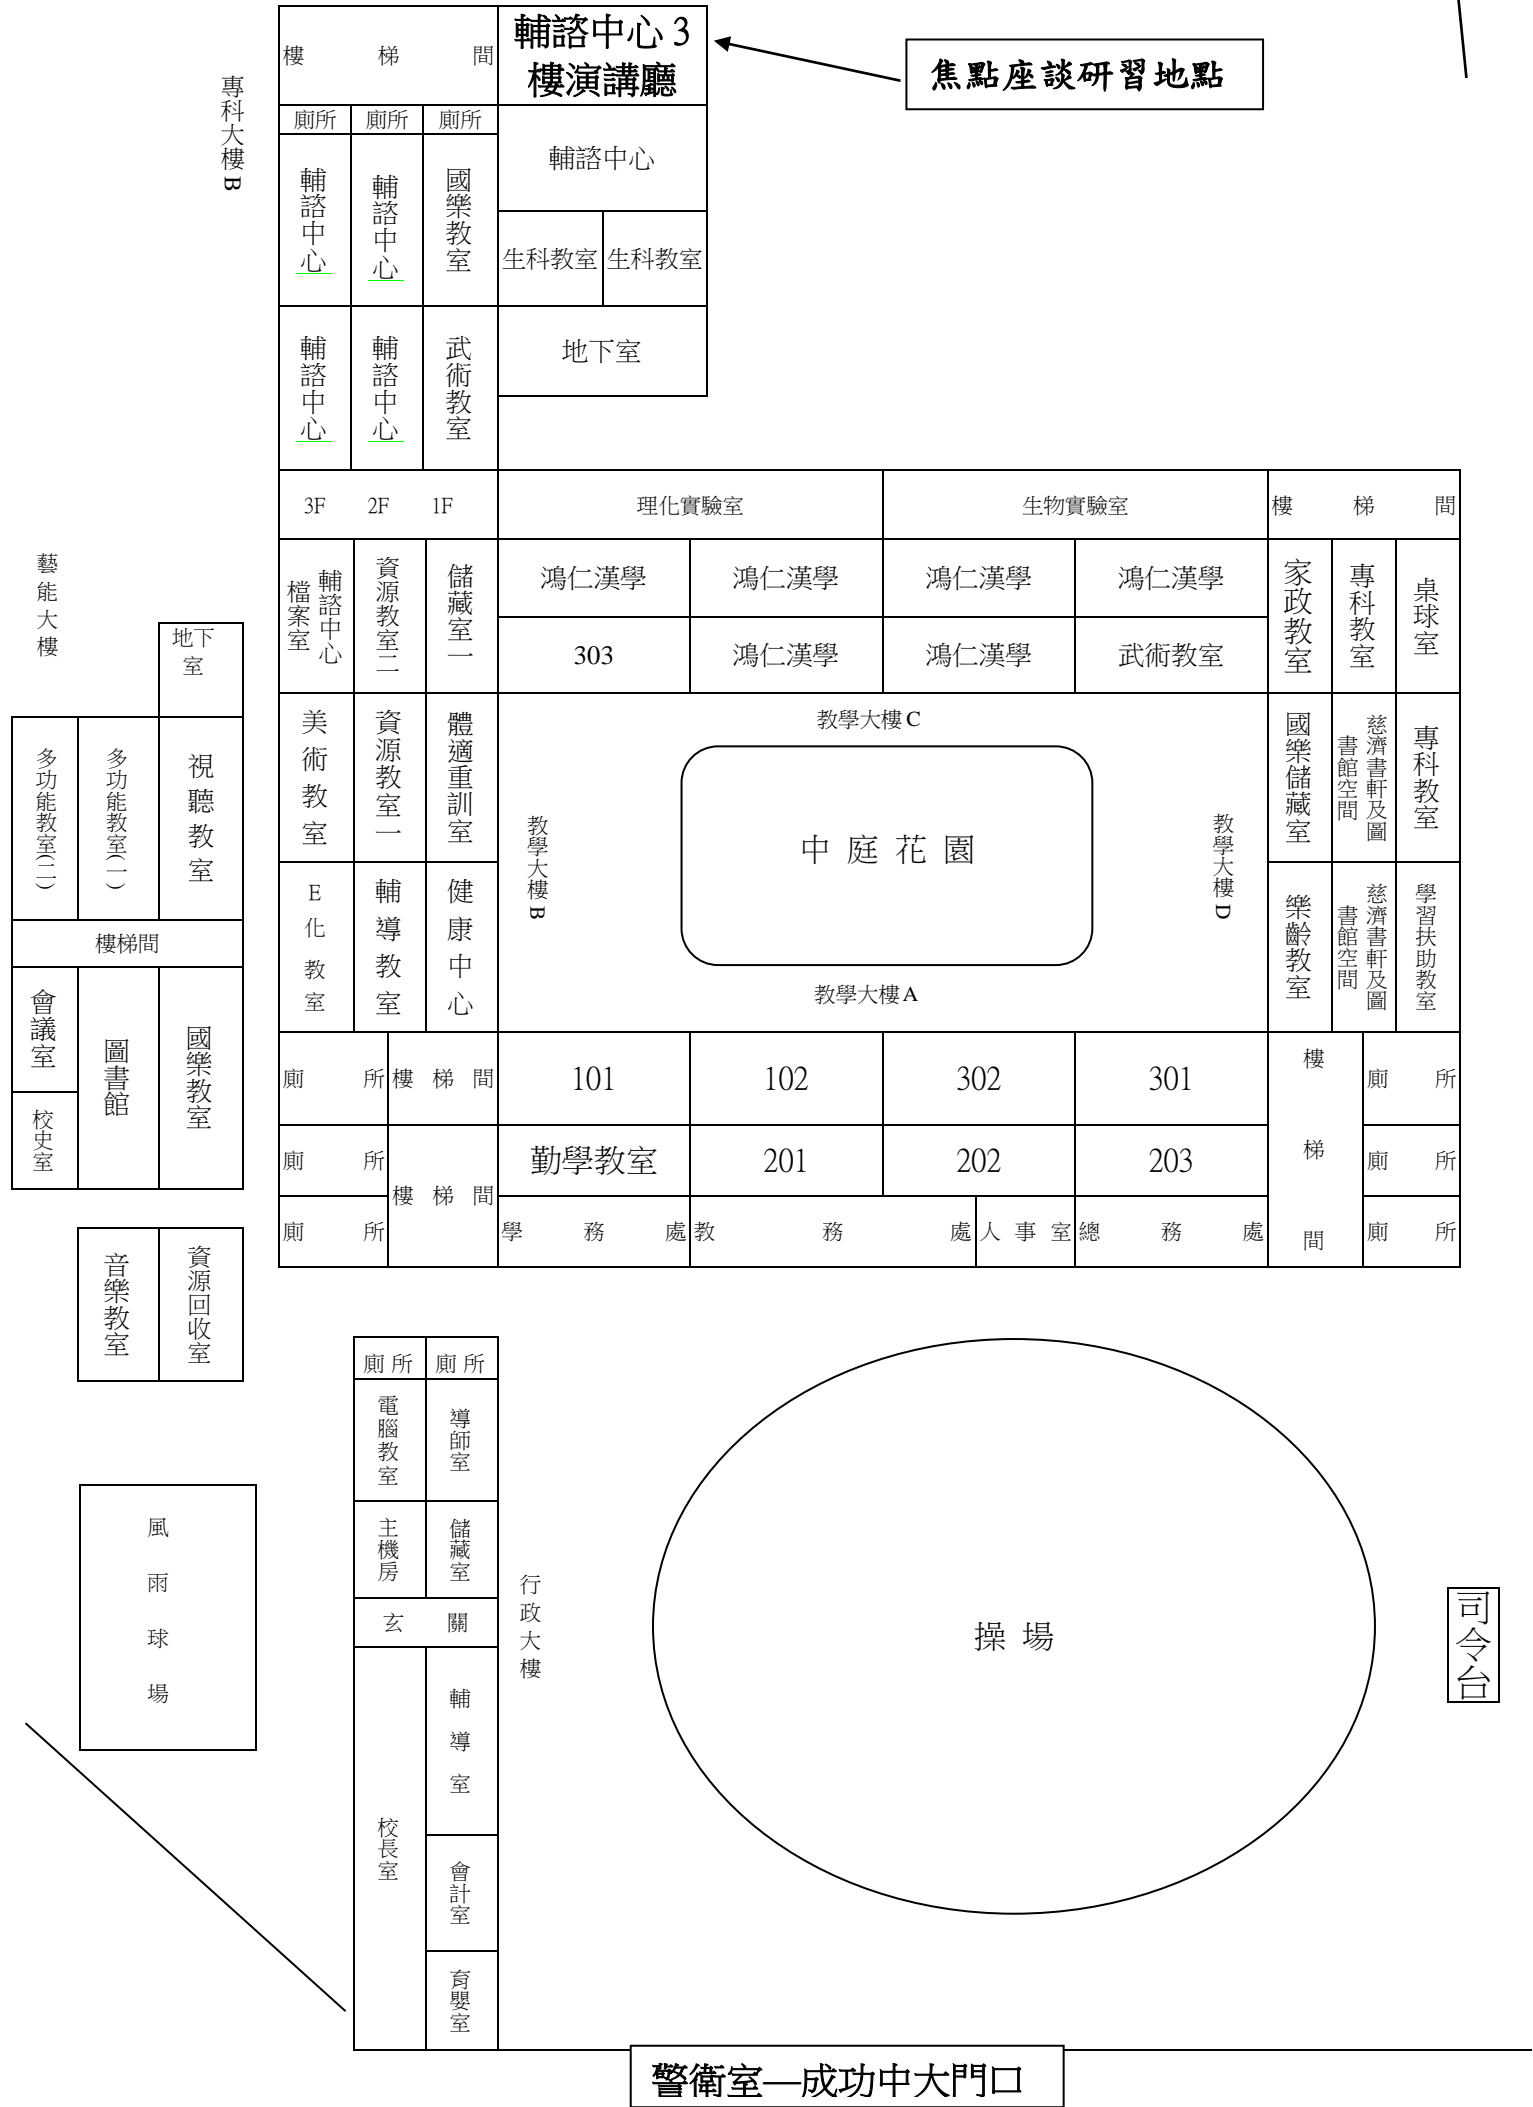 樓 梯 間
輔諮中心 3
樓演講廳
焦點座談研習地點
專科大樓 B
廁所
廁所
廁所
輔諮中心
輔諮中心
國樂教室
輔諮中心
生科教室
生科教室
輔諮中心
輔諮中心
武術教室
地下室
3F 2F 1F
理化實驗室
生物實驗室
樓 梯 間
藝能大樓
輔諮中心
檔案室
資源教室二
儲藏室一
鴻仁漢學
鴻仁漢學
鴻仁漢學
鴻仁漢學
303
鴻仁漢學
鴻仁漢學
武術教室
家政教室
專科教室
桌球室
地下
室
多功能教室(二)
多功能教室(一)
視聽教室
美術教室
資源教室一
體適重訓室
教學大樓 C
教學大樓 B
中庭花園
教學大樓 D
教學大樓 A
國樂儲藏室
慈濟書軒及圖
書館空間
專科教室
E化教室
輔導教室
健康中心
樂齡教室
慈濟書軒及圖
書館空間
學習扶助教室
樓梯間
會議室
圖書館
國樂教室
校史室
廁 所
樓 梯 間
101
102
302
301
樓 梯 間
廁 所
廁 所
樓 梯 間
勤學教室
201
202
203
廁 所
廁 所
學 務 處
教 務 處
人 事 室
總 務 處
廁 所
音樂教室
資源回收室
廁 所
廁 所
電腦教室
導師室
主機房
儲藏室
玄 關
校長室
輔導室
會計室
育嬰室
行政大樓
風雨球場
操 場
司令台
警衛室—成功中大門口